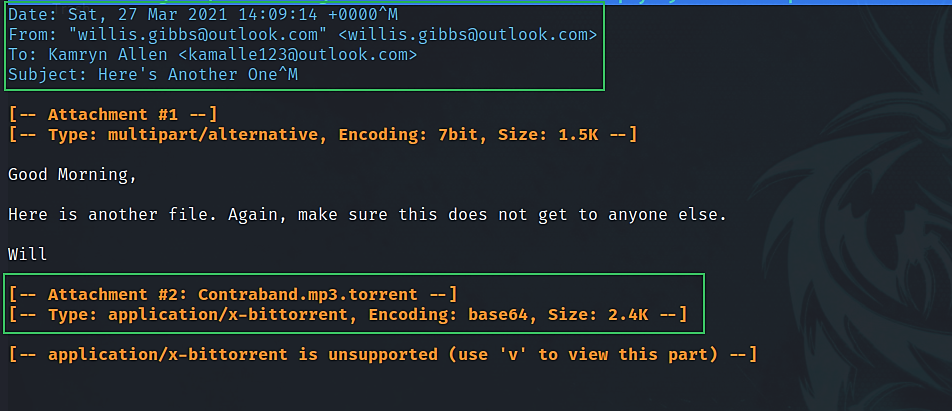 Date: Sat, 27 Mar 2021 14:09:14 +0000^M
From: "willis.gibbs@outlook.com" <willis.gibbs@outlook.com>
To: Kamryn Allen <kamalle123@outlook.com>
Subject: Here's Another One^M
[-- Attachment #1 --]
[-- Type: multipart/alternative, Encoding: 7bit, Size: 1.5K --]
Good Morning,
Here is another file. Again, make sure this does not get to anyone else.
Will
[-- Attachment #2: Contraband.mp3.torrent --]
[-- Type: application/x-bittorrent, Encoding: base64, Size: 2.4K --]
[-- application/x-bittorrent is unsupported (use 'v' to view this part) --]